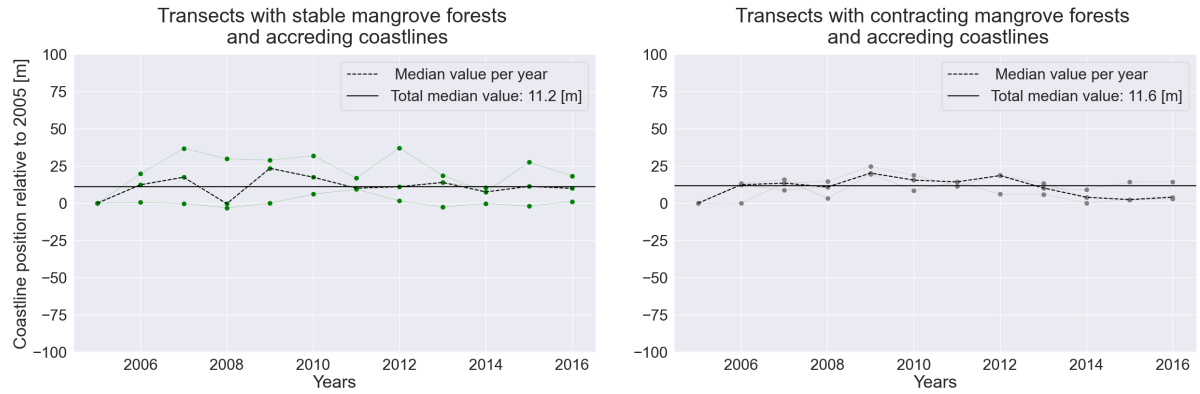 Transects with stable mangrove forests
and accreding coastlines
Coastline position relative to 2005 [m]
100
75
50
25
0
−25
−50
−75
−100
Median value per year
Total median value: 11.2 [m]
2006 2008 2010 2012 2014 2016
Years
Transects with contracting mangrove forests
and accreding coastlines
100
75
50
25
0
−25
−50
−75
−100
Median value per year
Total median value: 11.6 [m]
2006 2008 2010 2012 2014 2016
Years